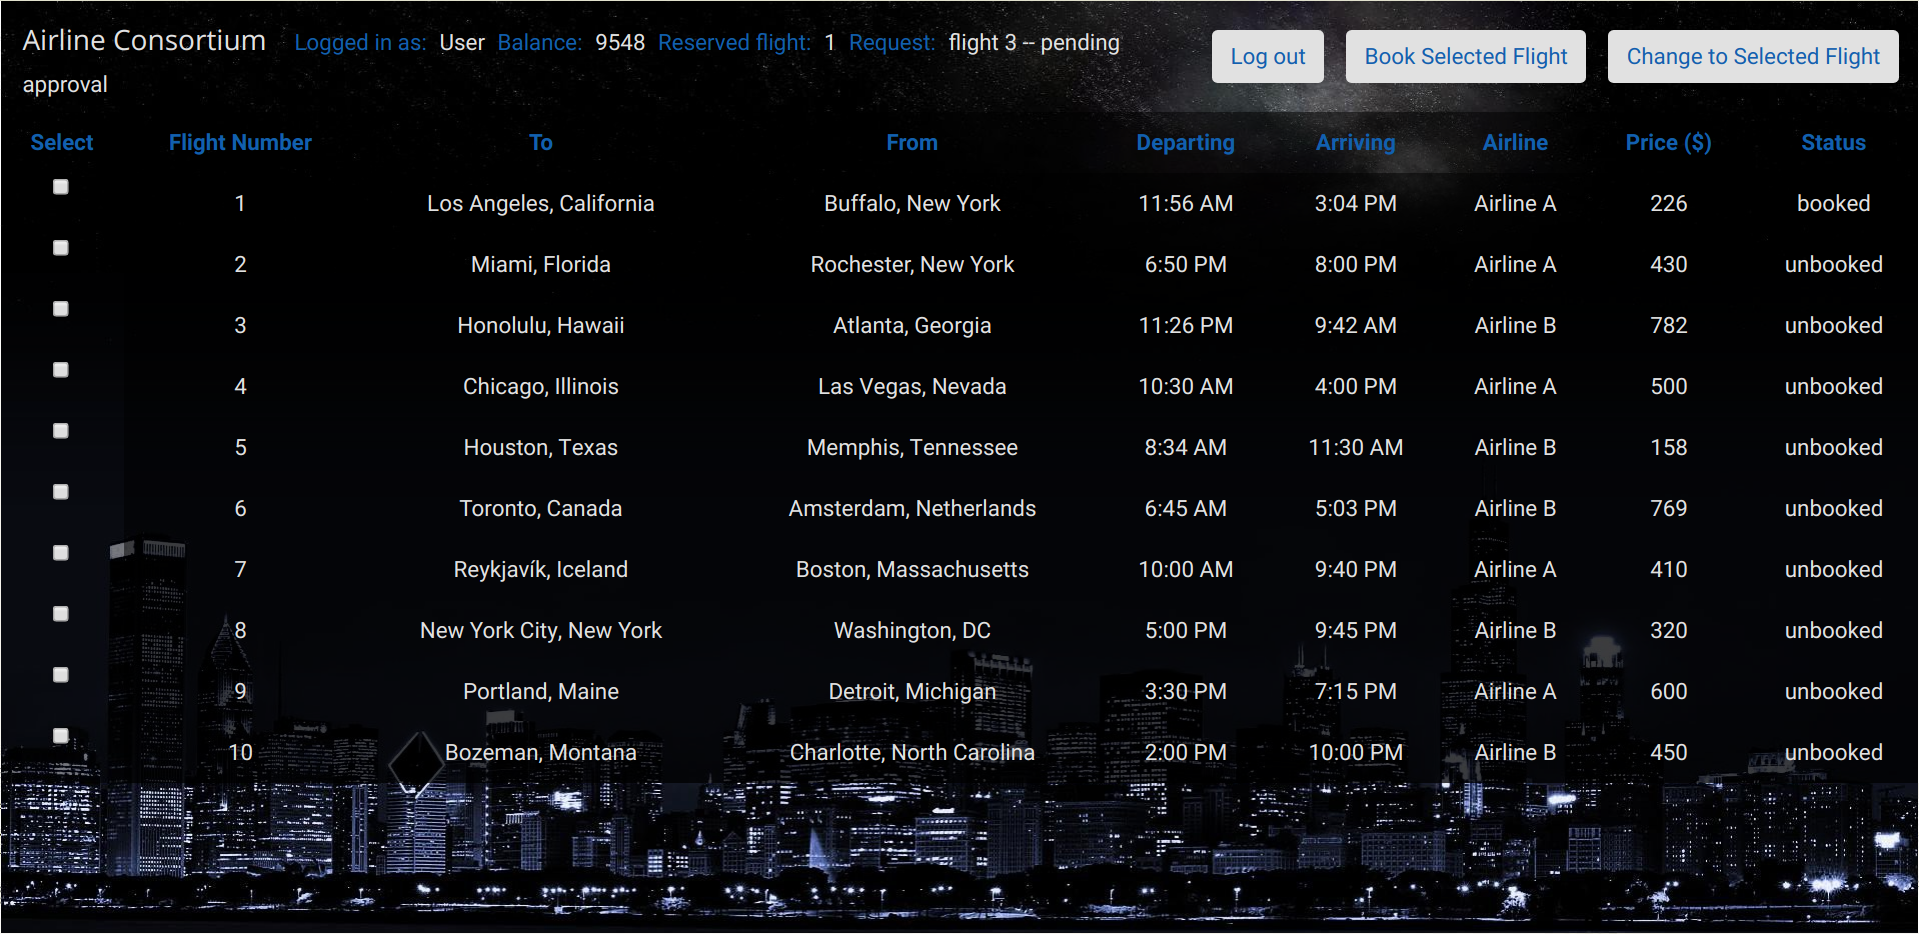 Airline Consortium Logged in as: User Balance: 9548 Reserved flight: 1 Request: flight 3 -- pending
approval
Log out Book Selected Flight Change to Selected Flight
Select Flight Number To From Departing Arriving Airline Price ($) Status
1 Los Angeles, California Buffalo, New York 11:56 AM 3:04 PM Airline A 226 booked
2 Miami, Florida Rochester, New York 6:50 PM 8:00 PM Airline A 430 unbooked
3 Honolulu, Hawaii Atlanta, Georgia 11:26 PM 9:42 AM Airline B 782 unbooked
4 Chicago, Illinois Las Vegas, Nevada 10:30 AM 4:00 PM Airline A 500 unbooked
5 Houston, Texas Memphis, Tennessee 8:34 AM 11:30 AM Airline B 158 unbooked
6 Toronto, Canada Amsterdam, Netherlands 6:45 AM 5:03 PM Airline B 769 unbooked
7 Reykjavík, Iceland Boston, Massachusetts 10:00 AM 9:40 PM Airline A 410 unbooked
8 New York City, New York Washington, DC 5:00 PM 9:45 PM Airline B 320 unbooked
9 Portland, Maine Detroit, Michigan 3:30 PM 7:15 PM Airline A 600 unbooked
10 Bozeman, Montana Charlotte, North Carolina 2:00 PM 10:00 PM Airline B 450 unbooked